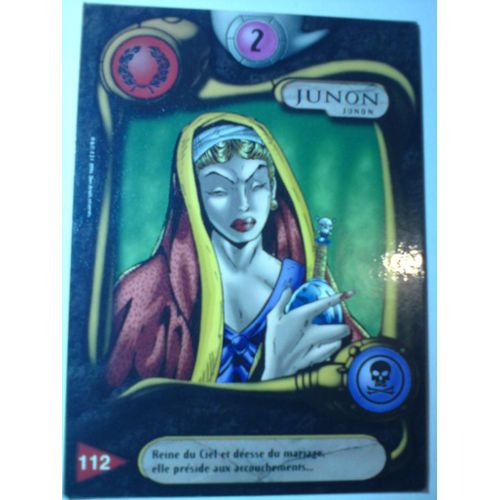 2
JUNON
JUNON
112
Reine du Ciel et déesse du mariage,
elle préside aux accouchements...